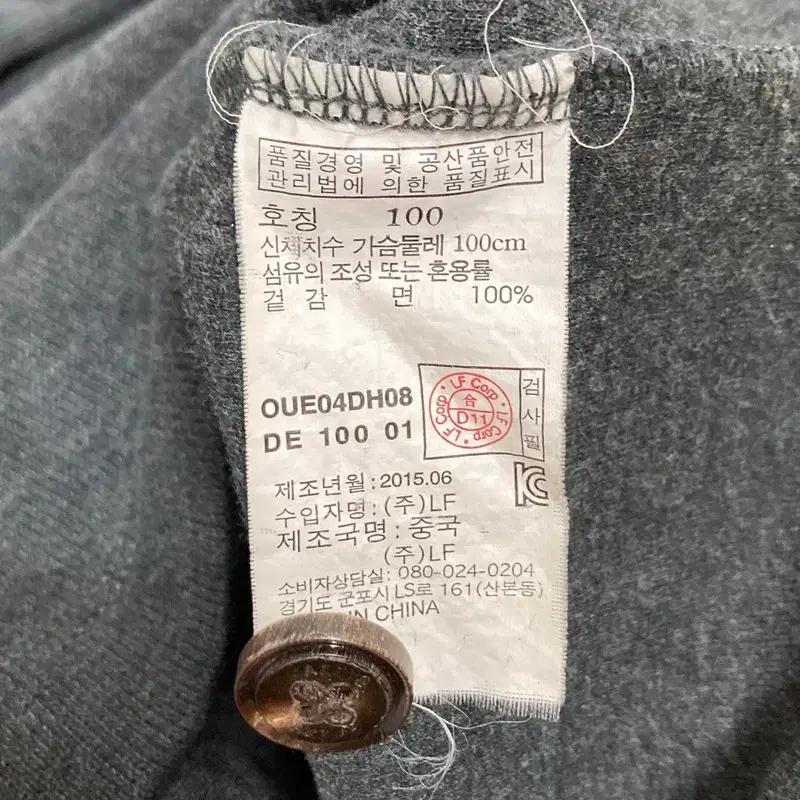 품질경영 및 공산품안전
관리법에 의한 품질표시
호칭 100
신체치수 가슴둘레 100cm
섬유의 조성 또는 혼용률
겉감 면 100%
OUE04DH08
DE 100 01
LF Corp · LF Corp · LF Corp
合
D11
검사필
제조년월 : 2015.06
수입자명 : (주)LF
제조국명 : 중국
(주)LF
소비자상담실: 080-024-0204
경기도 군포시 LS로 161(산본동)
IN CHINA